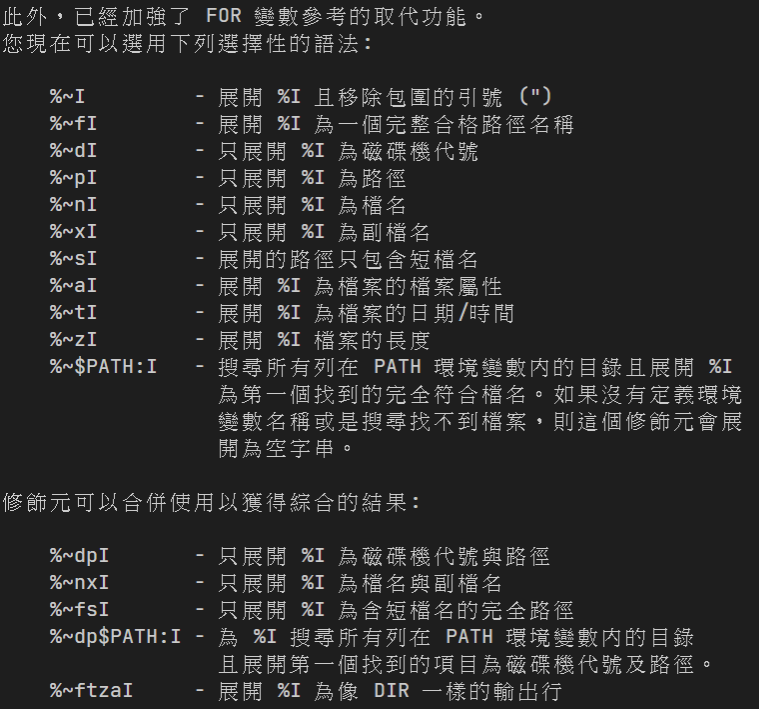 此外，已經加強了 FOR 變數參考的取代功能。
您現在可以選用下列選擇性的語法:
%~I - 展開 %I 且移除包圍的引號 (")
%~fI - 展開 %I 為一個完整合格路徑名稱
%~dI - 只展開 %I 為磁碟機代號
%~pI - 只展開 %I 為路徑
%~nI - 只展開 %I 為檔名
%~xI - 只展開 %I 為副檔名
%~sI - 展開的路徑只包含短檔名
%~aI - 展開 %I 為檔案的檔案屬性
%~tI - 展開 %I 為檔案的日期/時間
%~zI - 展開 %I 檔案的長度
%~$PATH:I - 搜尋所有列在 PATH 環境變數內的目錄且展開 %I
為第一個找到的完全符合檔名。如果沒有定義環境
變數名稱或是搜尋找不到檔案，則這個修飾元會展
開為空字串。
修飾元可以合併使用以獲得綜合的結果:
%~dpI - 只展開 %I 為磁碟機代號與路徑
%~nxI - 只展開 %I 為檔名與副檔名
%~fsI - 只展開 %I 為含短檔名的完全路徑
%~dp$PATH:I - 為 %I 搜尋所有列在 PATH 環境變數內的目錄
且展開第一個找到的項目為磁碟機代號及路徑。
%~ftzaI - 展開 %I 為像 DIR 一樣的輸出行